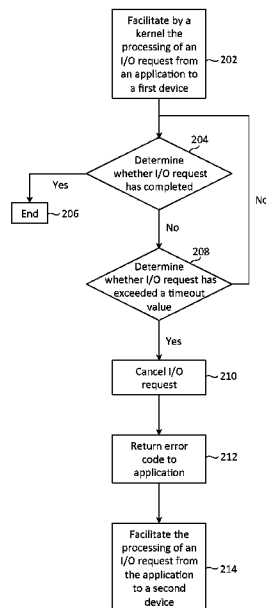 Facilitate by a
kernel the
processing of an
I/O request from
an application to
a first device
202
204
Determine
whether I/O request
has completed
Yes
No
End
206
No
208
Determine
whether I/O request has
exceeded a timeout
value
Yes
Cancel I/O
request
210
Return error
code to
application
212
Facilitate the
processing of an
I/O request from
the application
to a second
device
214